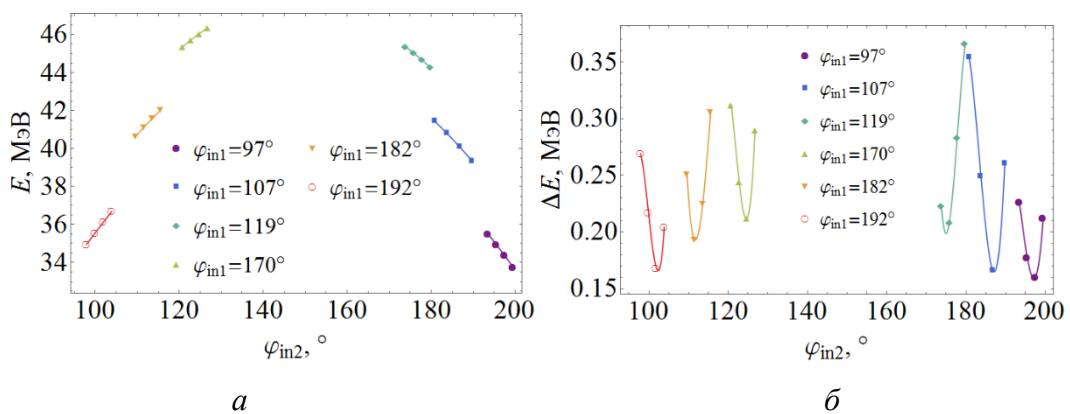 46
44
42
40
38
36
34
E, МэВ
φin1=97°
φin1=107°
φin1=119°
φin1=170°
φin1=182°
φin1=192°
100 120 140 160 180 200
φin2, °
а
0.35
0.30
0.25
0.20
0.15
ΔE, МэВ
φin1=97°
φin1=107°
φin1=119°
φin1=170°
φin1=182°
φin1=192°
100 120 140 160 180 200
φin2, °
б